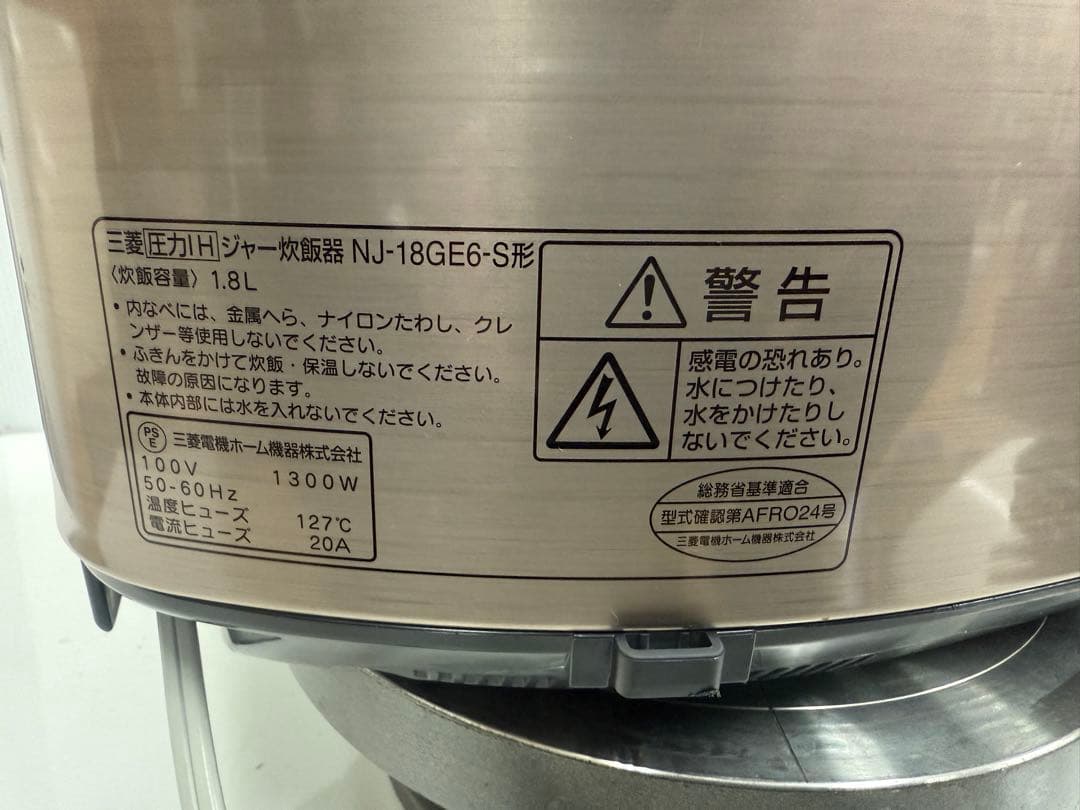 三菱圧力IHジャー炊飯器 NJ-18GE6-S形
〈炊飯容量〉1.8L
・内なべには、金属へら、ナイロンたわし、クレ
ンザー等使用しないでください。
・ふきんをかけて炊飯・保温しないでください。
故障の原因になります。
・本体内部には水を入れないでください。
PS
E 三菱電機ホーム機器株式会社
100V 1300W
50-60Hz
温度ヒューズ 127℃
電流ヒューズ 20A
警告
感電の恐れあり。
水につけたり、
水をかけたりし
ないでください。
総務省基準適合
型式確認第AFRO24号
三菱電機ホーム機器株式会社